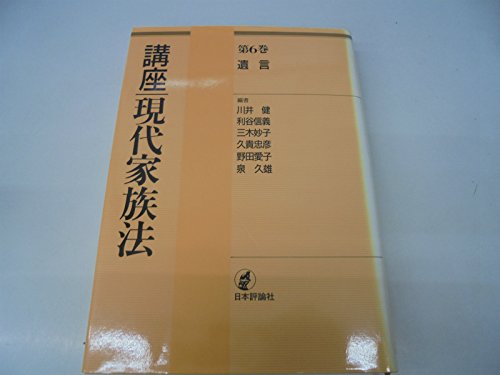 講座 現代家族法
第6巻
遺言
編者
川井 健
利谷信義
三木妙子
久貴忠彦
野田愛子
泉 久雄
日本評論社